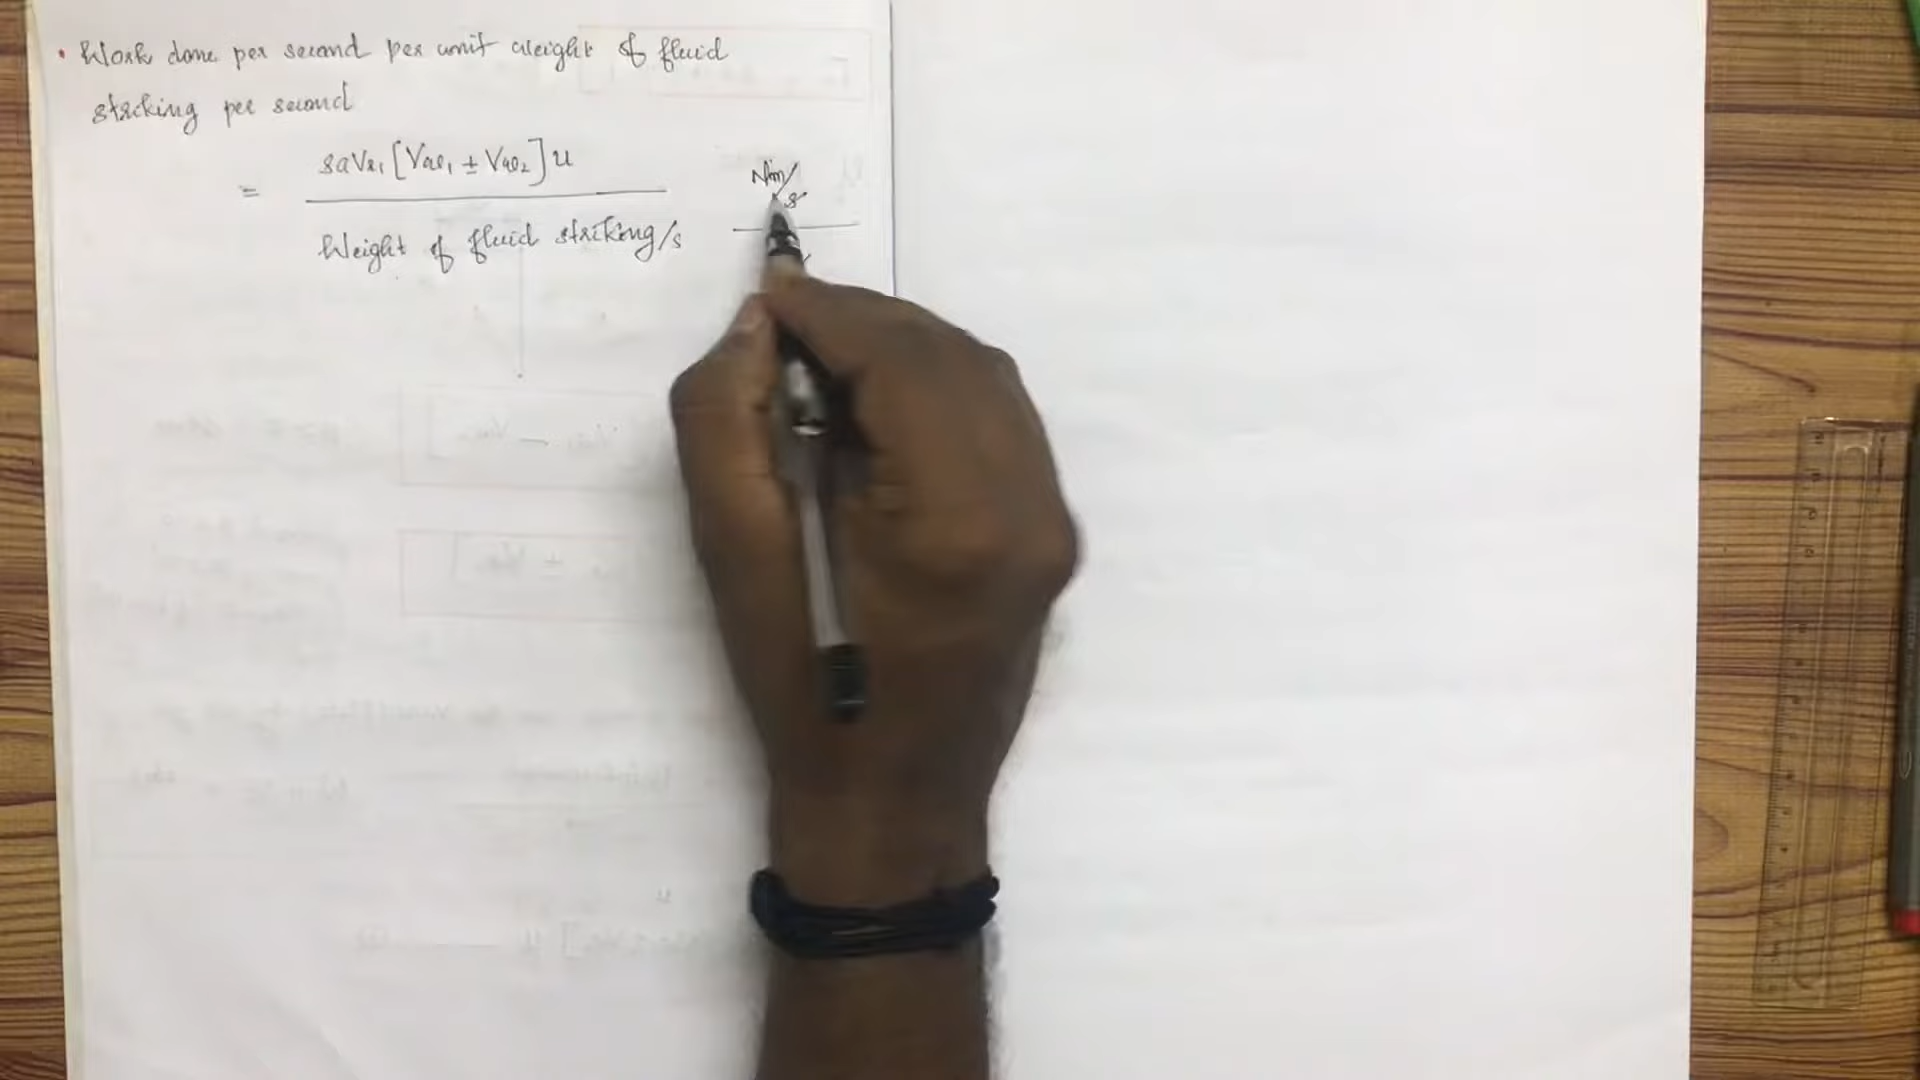 • Work done per second per unit weight of fluid
striking per second
= ρaVr₁[Vw₁ ± Vw₂]u Nm/s
Weight of fluid striking/s